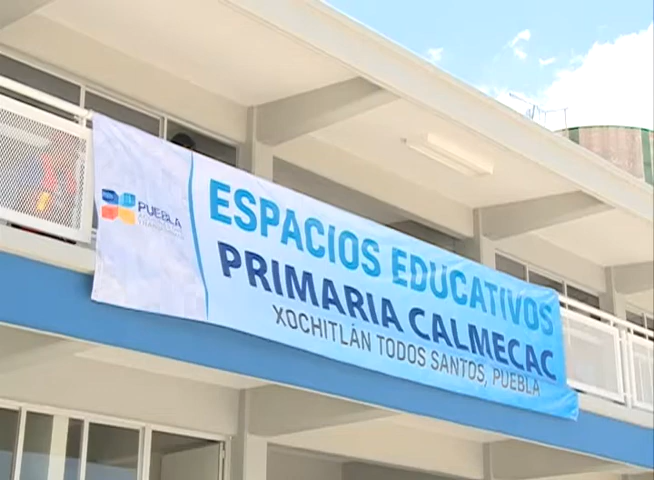 PUEBLA
ESPACIOS EDUCATIVOS
PRIMARIA CALMECAC
XOCHITLÁN TODOS SANTOS, PUEBLA